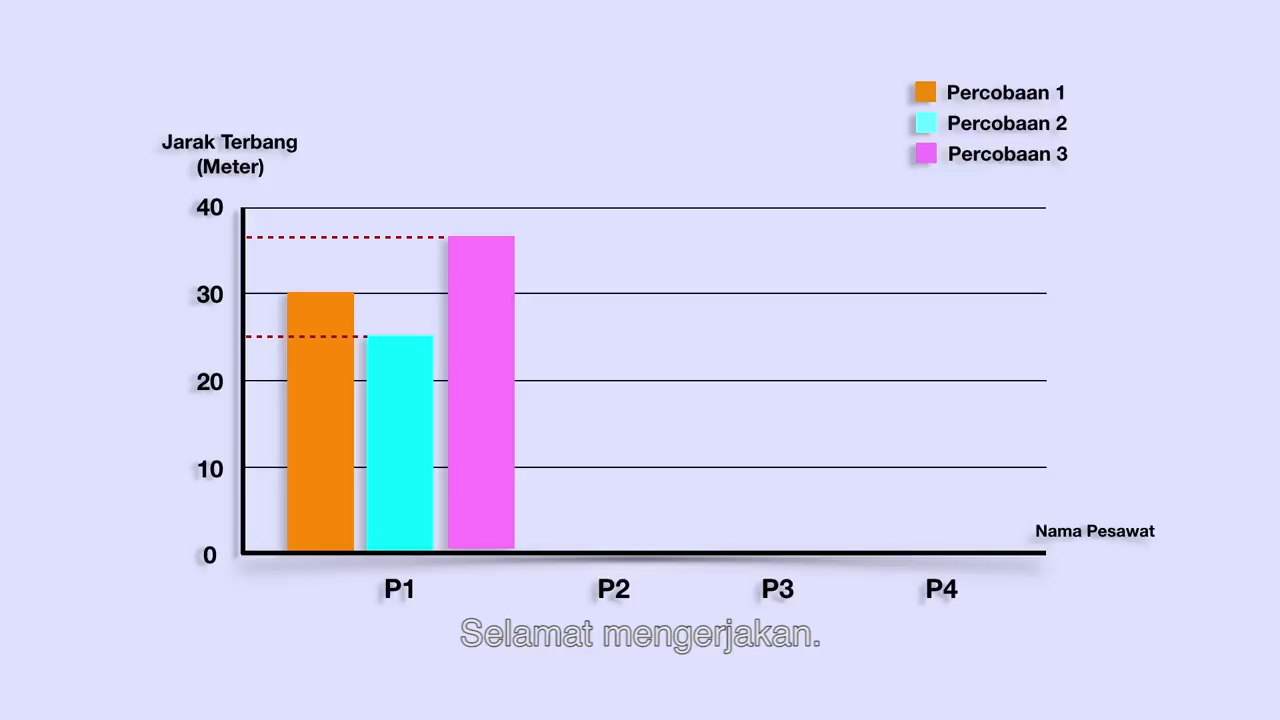 Percobaan 1
Percobaan 2
Percobaan 3
Jarak Terbang
(Meter)
40
30
20
10
0
Nama Pesawat
P1 P2 P3 P4
Selamat mengerjakan.